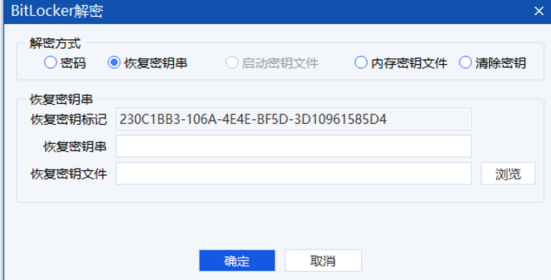 BitLocker解密
解密方式
密码 恢复密钥串 启动密钥文件 内存密钥文件 清除密钥
恢复密钥串
恢复密钥标记 230C1BB3-106A-4E4E-BF5D-3D10961585D4
恢复密钥串
恢复密钥文件 浏览
确定 取消